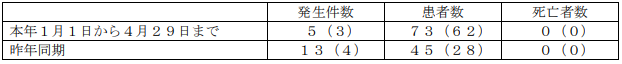 発生件数 患者数 死亡者数
本年１月１日から４月２９日まで ５（３） ７３（６２） ０（０）
昨年同期 １３（４） ４５（２８） ０（０）